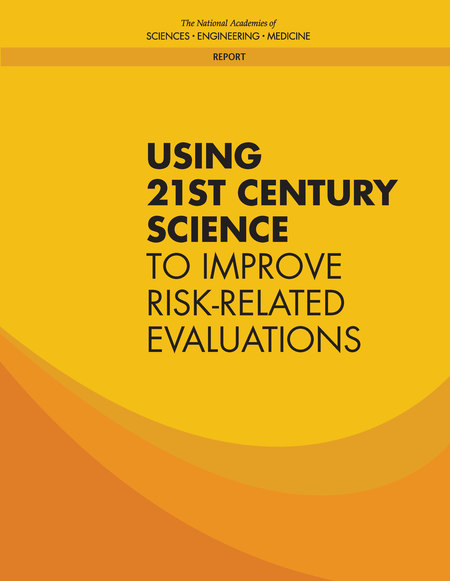 The National Academies of
SCIENCES • ENGINEERING • MEDICINE
REPORT
USING
21ST CENTURY
SCIENCE
TO IMPROVE
RISK-RELATED
EVALUATIONS